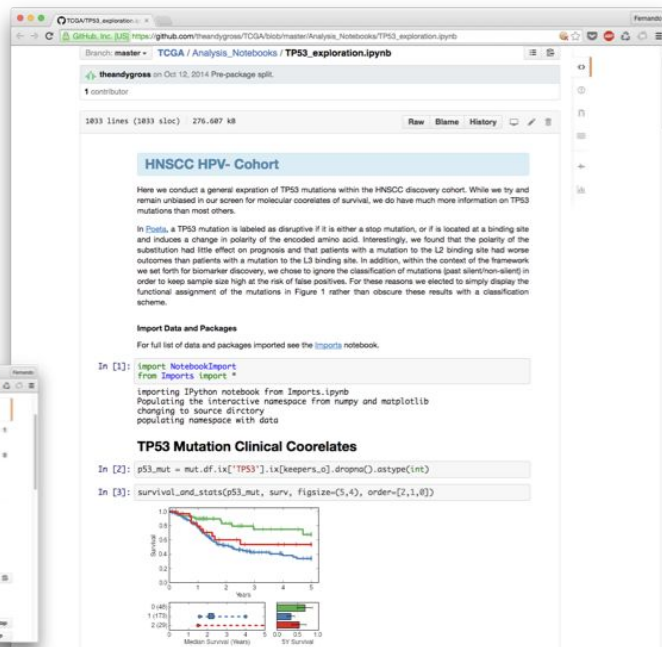 TCGA/TP53_exploration.ip
Fernando
GitHub, Inc. [US] https://github.com/theandygross/TCGA/blob/master/Analysis_Notebooks/TP53_exploration.ipynb
Branch: master TCGA / Analysis_Notebooks / TP53_exploration.ipynb
theandygross on Oct 12, 2014 Pre-package split.
1 contributor
1033 lines (1033 sloc) 276.607 kB
Raw Blame History
HNSCC HPV- Cohort
Here we conduct a general expration of TP53 mutations within the HNSCC discovery cohort. While we try and
remain unbiased in our screen for molecular coorelates of survival, we do have much more information on TP53
mutations than most others.
In Poeta, a TP53 mutation is labeled as disruptive if it is either a stop mutation, or if is located at a binding site
and induces a change in polarity of the encoded amino acid. Interestingly, we found that the polarity of the
substitution had little effect on prognosis and that patients with a mutation to the L2 binding site had worse
outcomes than patients with a mutation to the L3 binding site. In addition, within the context of the framework
we set forth for biomarker discovery, we chose to ignore the classification of mutations (past silent/non-silent) in
order to keep sample size high at the risk of false positives. For these reasons we elected to simply display the
functional assignment of the mutations in Figure 1 rather than obscure these results with a classification
scheme.
Import Data and Packages
For full list of data and packages imported see the Imports notebook.
In [1]: import NotebookImport
from Imports import *
importing IPython notebook from Imports.ipynb
Populating the interactive namespace from numpy and matplotlib
changing to source dirctory
populating namespace with data
TP53 Mutation Clinical Coorelates
In [2]: p53_mut = mut.df.ix['TP53'].ix[keepers_o].dropna().astype(int)
In [3]: survival_and_stats(p53_mut, surv, figsize=(5,4), order=[2,1,0])
1.0
0.8
0.6
0.4
0.2
0.0
Survival
0 1 2 3 4 5
Years
0 (48)
1 (173)
2 (29)
0 1 2 3 4 5
Median Survival (Years)
0.0 0.5 1.0
5Y Survival
Fernando